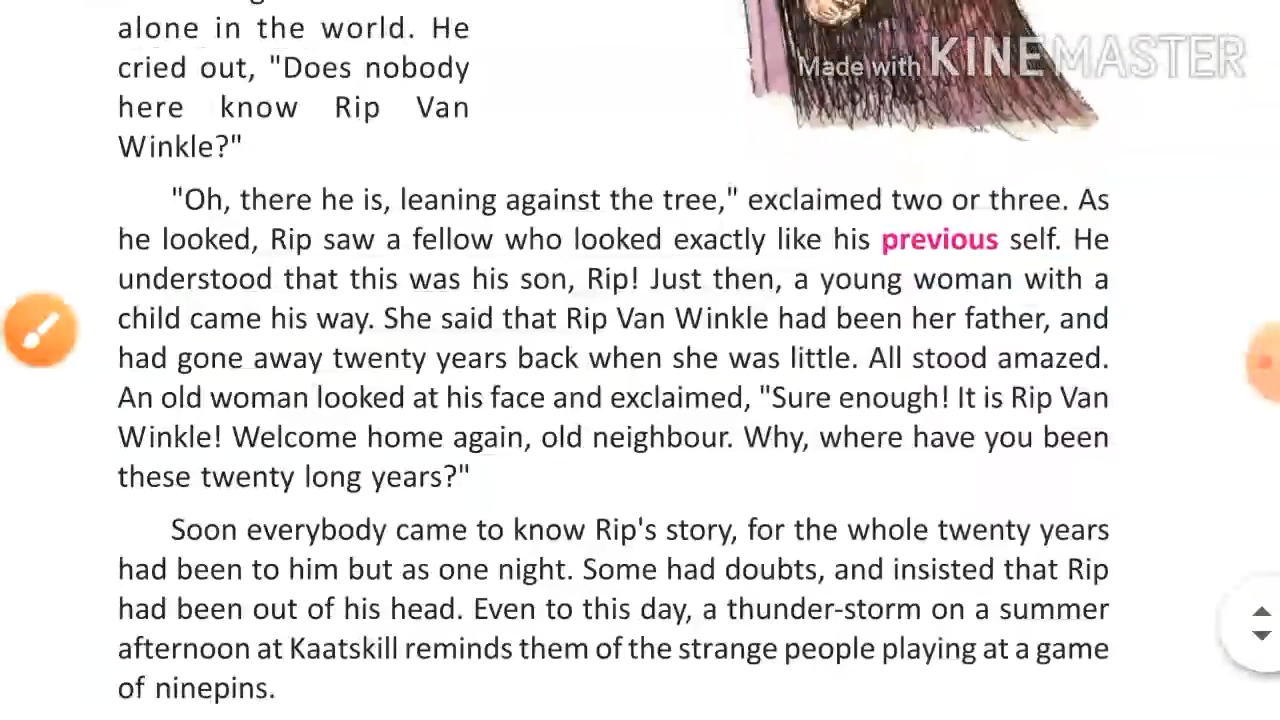 alone in the world. He
cried out, "Does nobody
here know Rip Van
Winkle?"
Made with KINEMASTER
"Oh, there he is, leaning against the tree," exclaimed two or three. As
he looked, Rip saw a fellow who looked exactly like his previous self. He
understood that this was his son, Rip! Just then, a young woman with a
child came his way. She said that Rip Van Winkle had been her father, and
had gone away twenty years back when she was little. All stood amazed.
An old woman looked at his face and exclaimed, "Sure enough! It is Rip Van
Winkle! Welcome home again, old neighbour. Why, where have you been
these twenty long years?"
Soon everybody came to know Rip's story, for the whole twenty years
had been to him but as one night. Some had doubts, and insisted that Rip
had been out of his head. Even to this day, a thunder-storm on a summer
afternoon at Kaatskill reminds them of the strange people playing at a game
of ninepins.